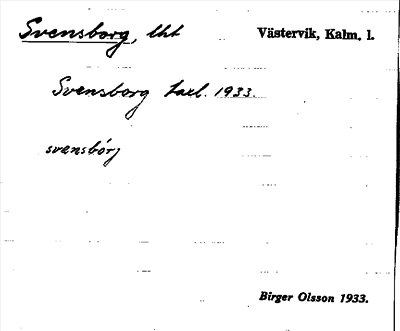 Svensborg, lht Västervik, Kalm. l.
Svensborg taxl. 1933.
svensbórj
Birger Olsson 1933.